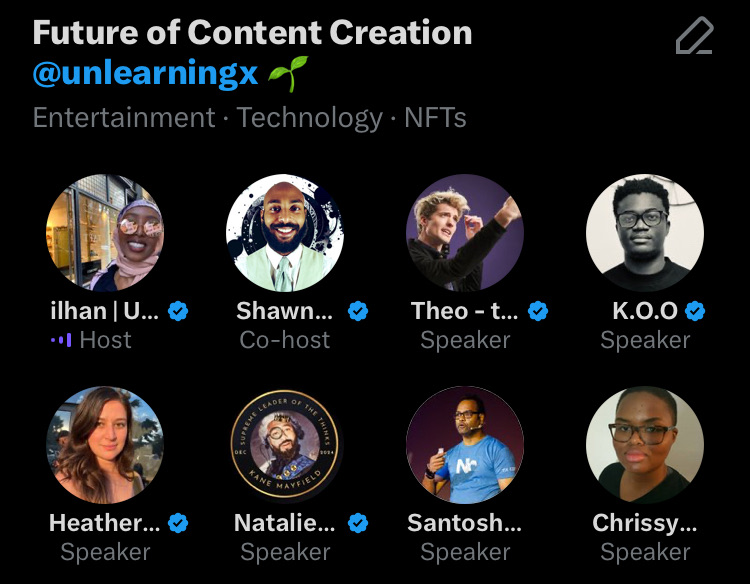 Future of Content Creation
@unlearningx 🌱
Entertainment · Technology · NFTs
ilhan | U...
Host
Shawn...
Co-host
Theo - t...
Speaker
K.O.O
Speaker
Heather...
Speaker
SUPREME LEADER OF THE THINKS
DEC 2024
KANE MAYFIELD
Natalie...
Speaker
Santosh...
Speaker
Chrissy...
Speaker